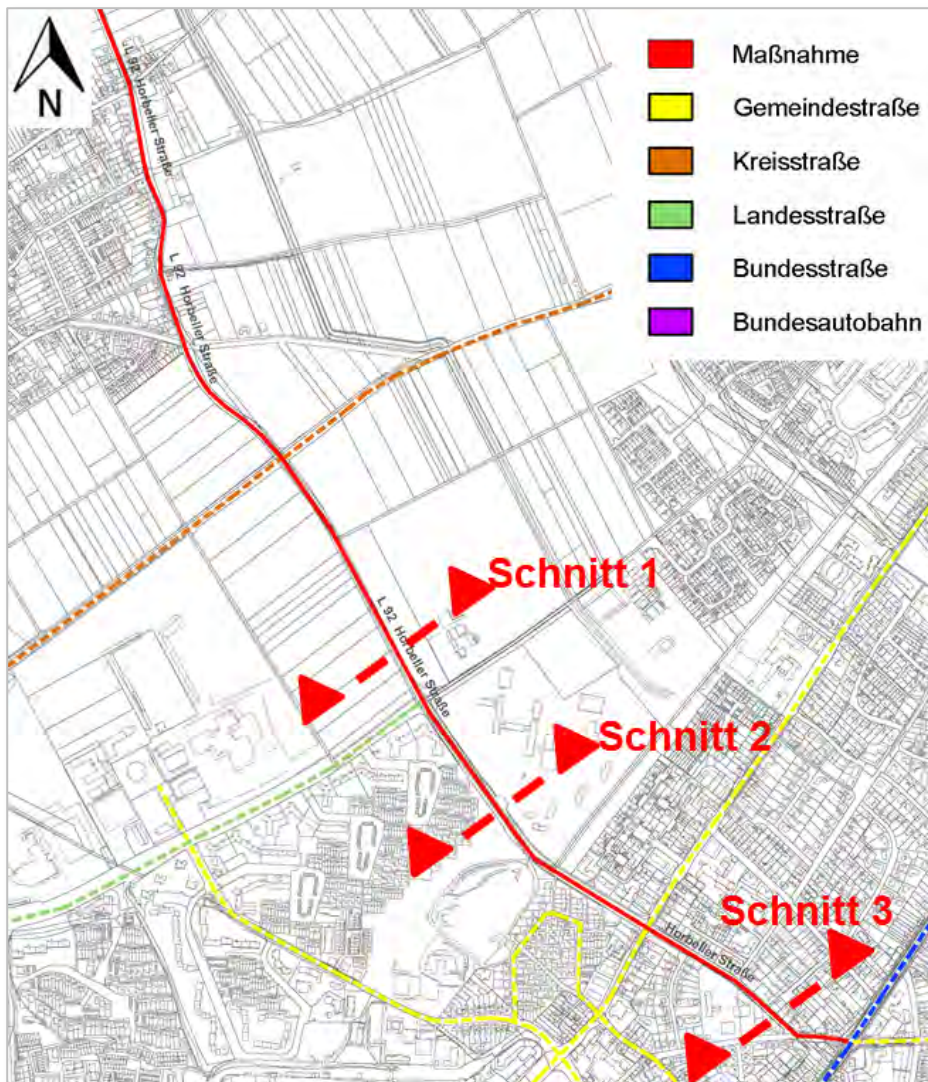 N
Maßnahme
Gemeindestraße
Kreisstraße
Landesstraße
Bundesstraße
Bundesautobahn
L 92 Horbeller Straße
L 92 Horbeller Straße
Schnitt 1
L 92 Horbeller Straße
Schnitt 2
Schnitt 3
Horbeller Straße